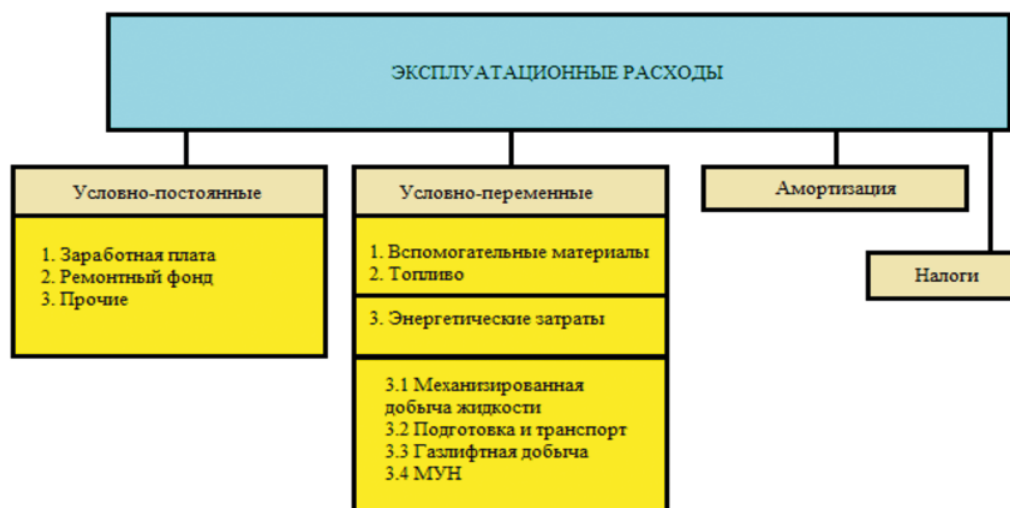 ЭКСПЛУАТАЦИОННЫЕ РАСХОДЫ
Условно-постоянные
1. Заработная плата
2. Ремонтный фонд
3. Прочие
Условно-переменные
1. Вспомогательные материалы
2. Топливо
3. Энергетические затраты
3.1 Механизированная
добыча жидкости
3.2 Подготовка и транспорт
3.3 Газлифтная добыча
3.4 МУН
Амортизация
Налоги